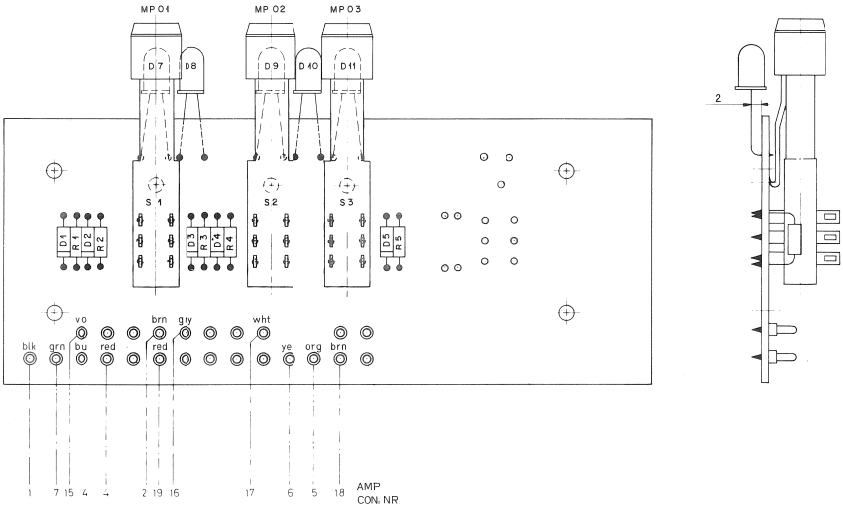 MP01 MP02 MP03
D7 D8 D9 D10 D11
2
S1 S2 S3
D1 R1 D2 R2 D3 R3 D4 R4 D5 R5
vo brn gry wht
blk grn bu red red ye org brn
1 7 15 4 4 2 19 16 17 6 5 18 AMP
CON. NR